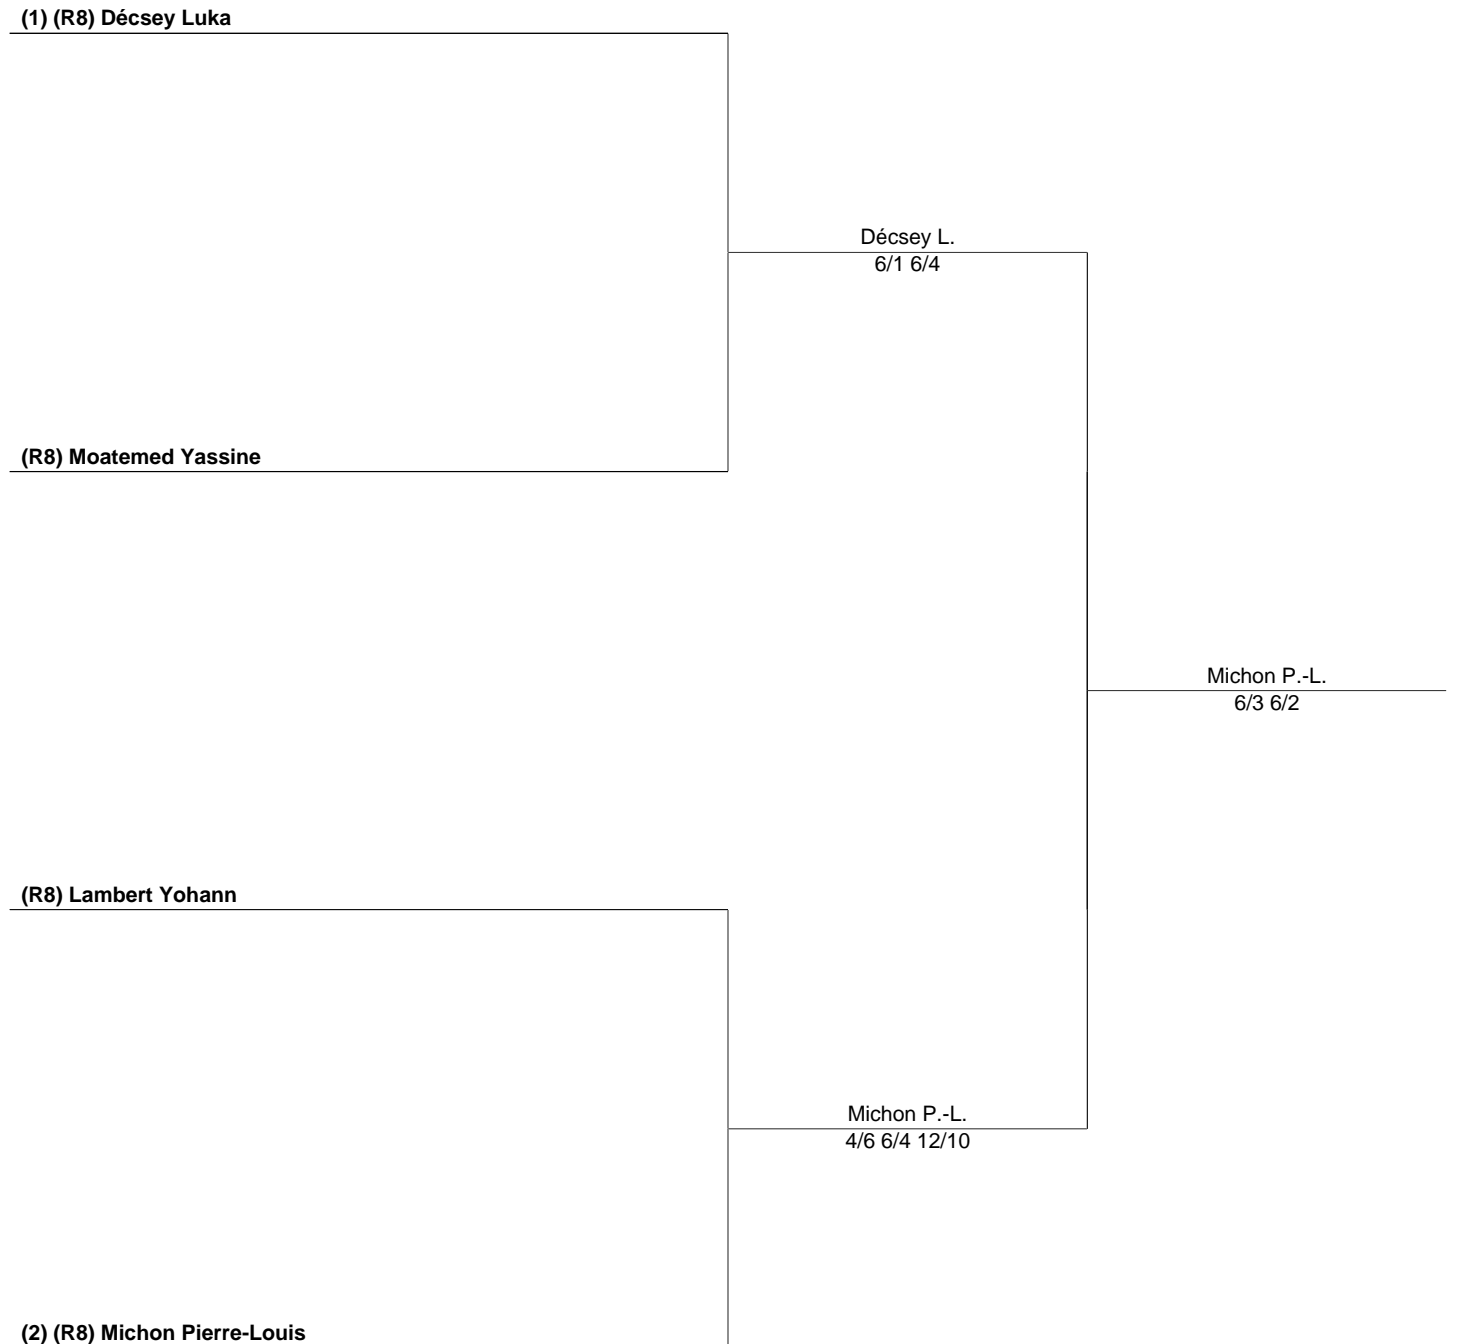 (1) (R8) Décsey Luka
Décsey L.
6/1 6/4
(R8) Moatemed Yassine
Michon P.-L.
6/3 6/2
(R8) Lambert Yohann
Michon P.-L.
4/6 6/4 12/10
(2) (R8) Michon Pierre-Louis